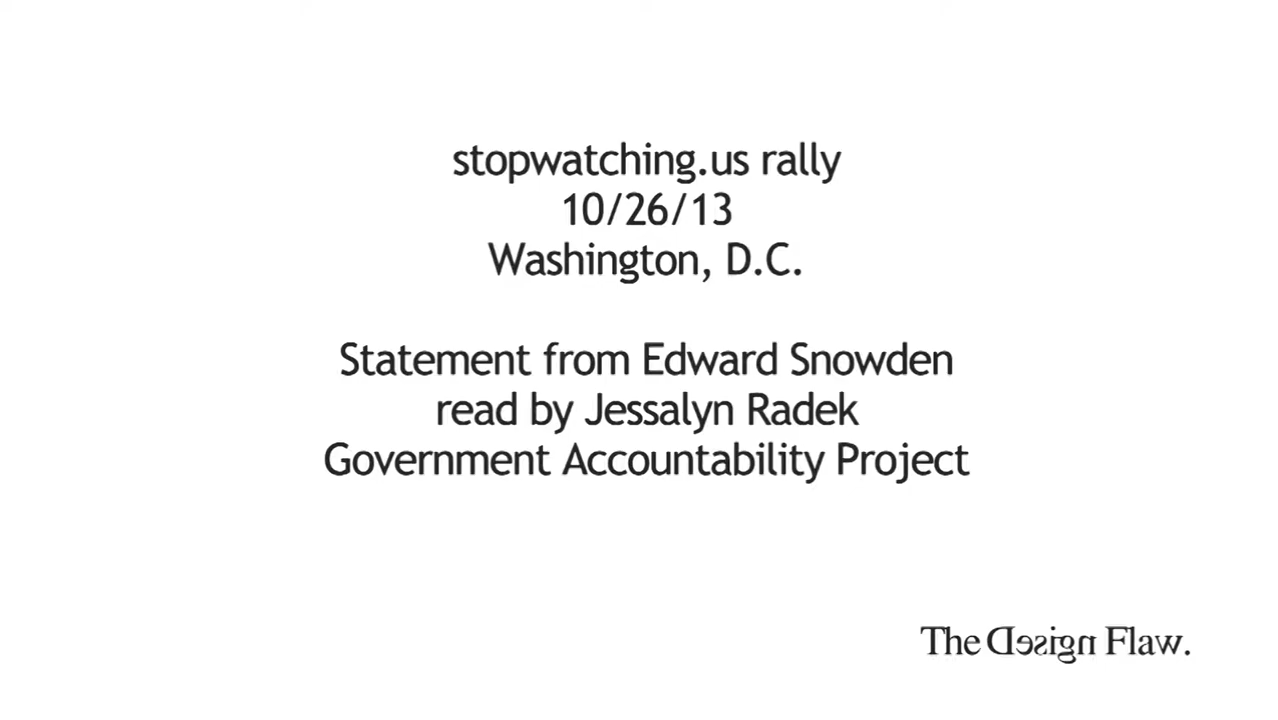 stopwatching.us rally
10/26/13
Washington, D.C.
Statement from Edward Snowden
read by Jessalyn Radek
Government Accountability Project
The Design Flaw.